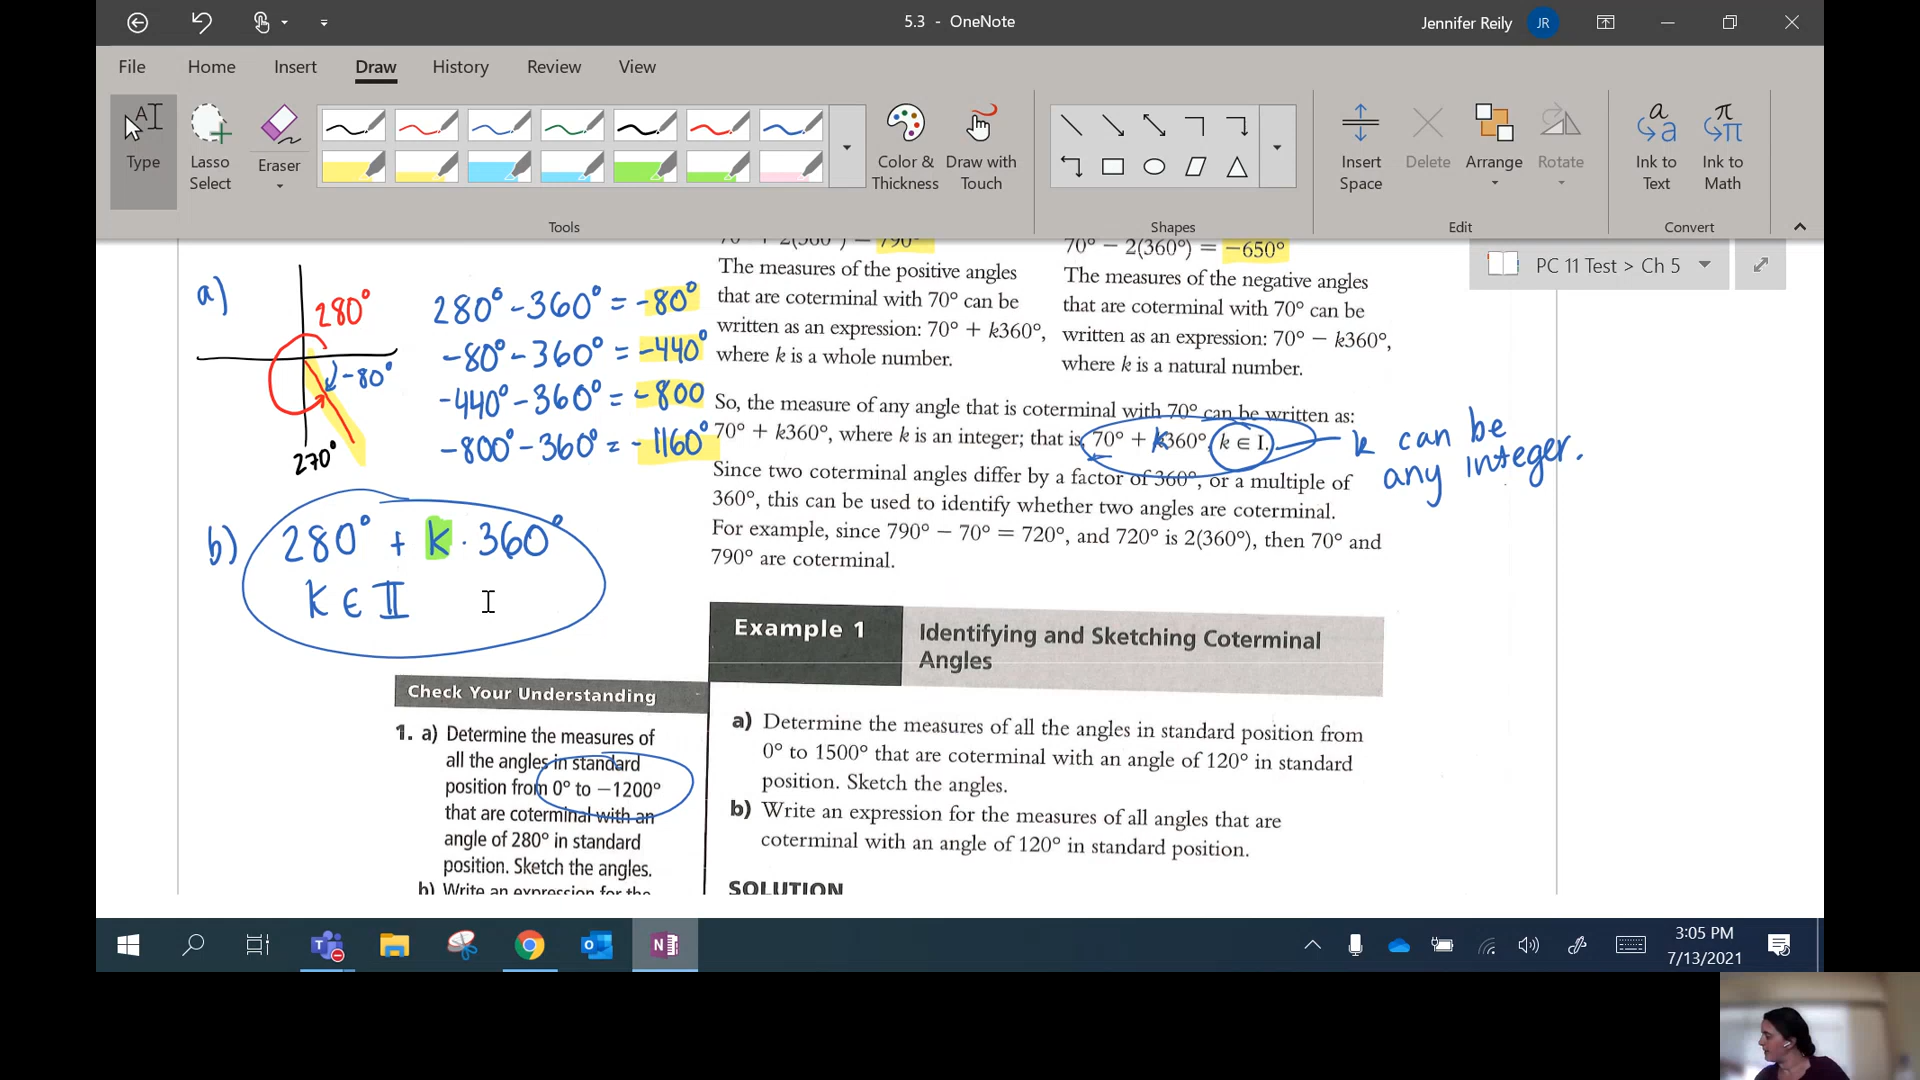 5.3 - OneNote
Jennifer Reily
JR
File Home Insert Draw History Review View
Type
Lasso Select
Eraser
Color & Thickness
Draw with Touch
Insert Space
Delete
Arrange
Rotate
Ink to Text
Ink to Math
Tools
Shapes
Edit
Convert
PC 11 Test > Ch 5
a)
280°
-80°
270°
280° - 360° = -80°
-80° - 360° = -440°
-440° - 360° = -800
-800° - 360° = -1160°
b) 280° + k · 360°
k ∈ II
70° + 2(360°) = 790°
The measures of the positive angles
that are coterminal with 70° can be
written as an expression: 70° + k360°,
where k is a whole number.
70° − 2(360°) = −650°
The measures of the negative angles
that are coterminal with 70° can be
written as an expression: 70° − k360°,
where k is a natural number.
So, the measure of any angle that is coterminal with 70° can be written as:
70° + k360°, where k is an integer; that is, 70° + k360°, k ∈ I.
k can be
any integer.
Since two coterminal angles differ by a factor of 360°, or a multiple of
360°, this can be used to identify whether two angles are coterminal.
For example, since 790° − 70° = 720°, and 720° is 2(360°), then 70° and
790° are coterminal.
Example 1
Identifying and Sketching Coterminal
Angles
Check Your Understanding
1. a) Determine the measures of
all the angles in standard
position from 0° to −1200°
that are coterminal with an
angle of 280° in standard
position. Sketch the angles.
b) Write an expression for the
a) Determine the measures of all the angles in standard position from
0° to 1500° that are coterminal with an angle of 120° in standard
position. Sketch the angles.
b) Write an expression for the measures of all angles that are
coterminal with an angle of 120° in standard position.
SOLUTION
3:05 PM
7/13/2021